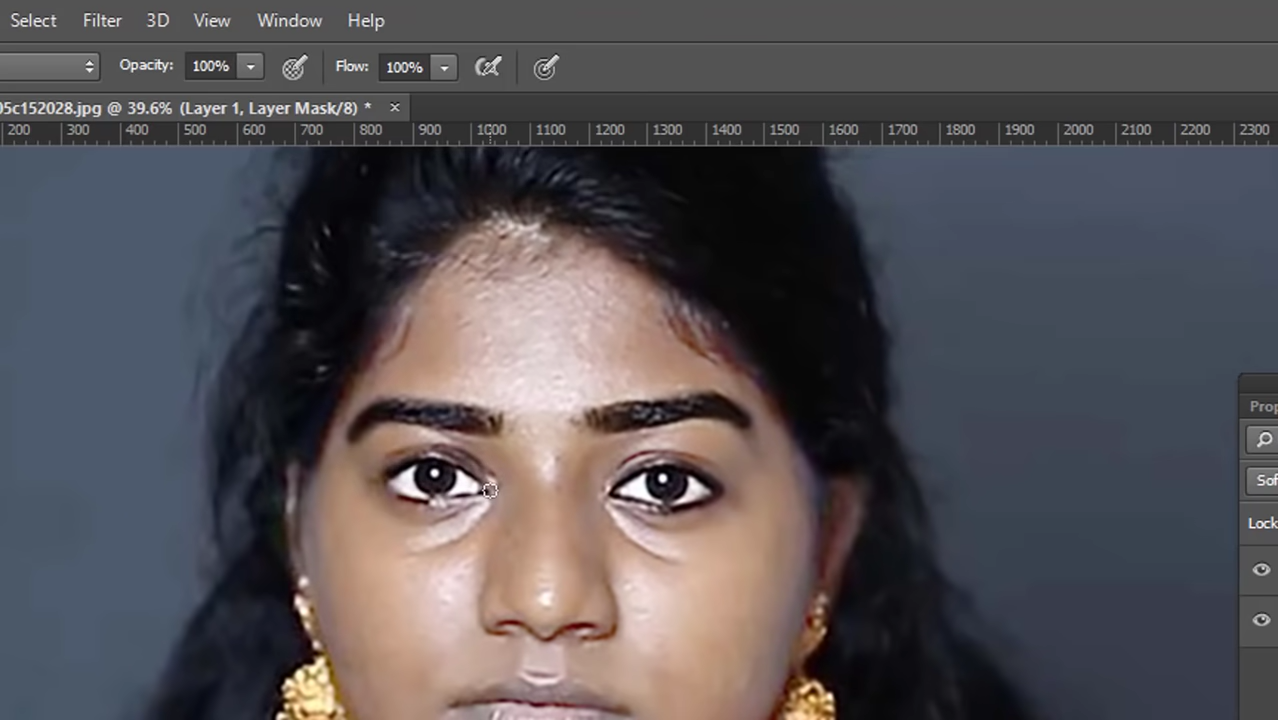 Select Filter 3D View Window Help
Opacity: 100% Flow: 100%
05c152028.jpg @ 39.6% (Layer 1, Layer Mask/8) * ×
200 300 400 500 600 700 800 900 1000 1100 1200 1300 1400 1500 1600 1700 1800 1900 2000 2100 2200 2300
Prop
Sof
Lock